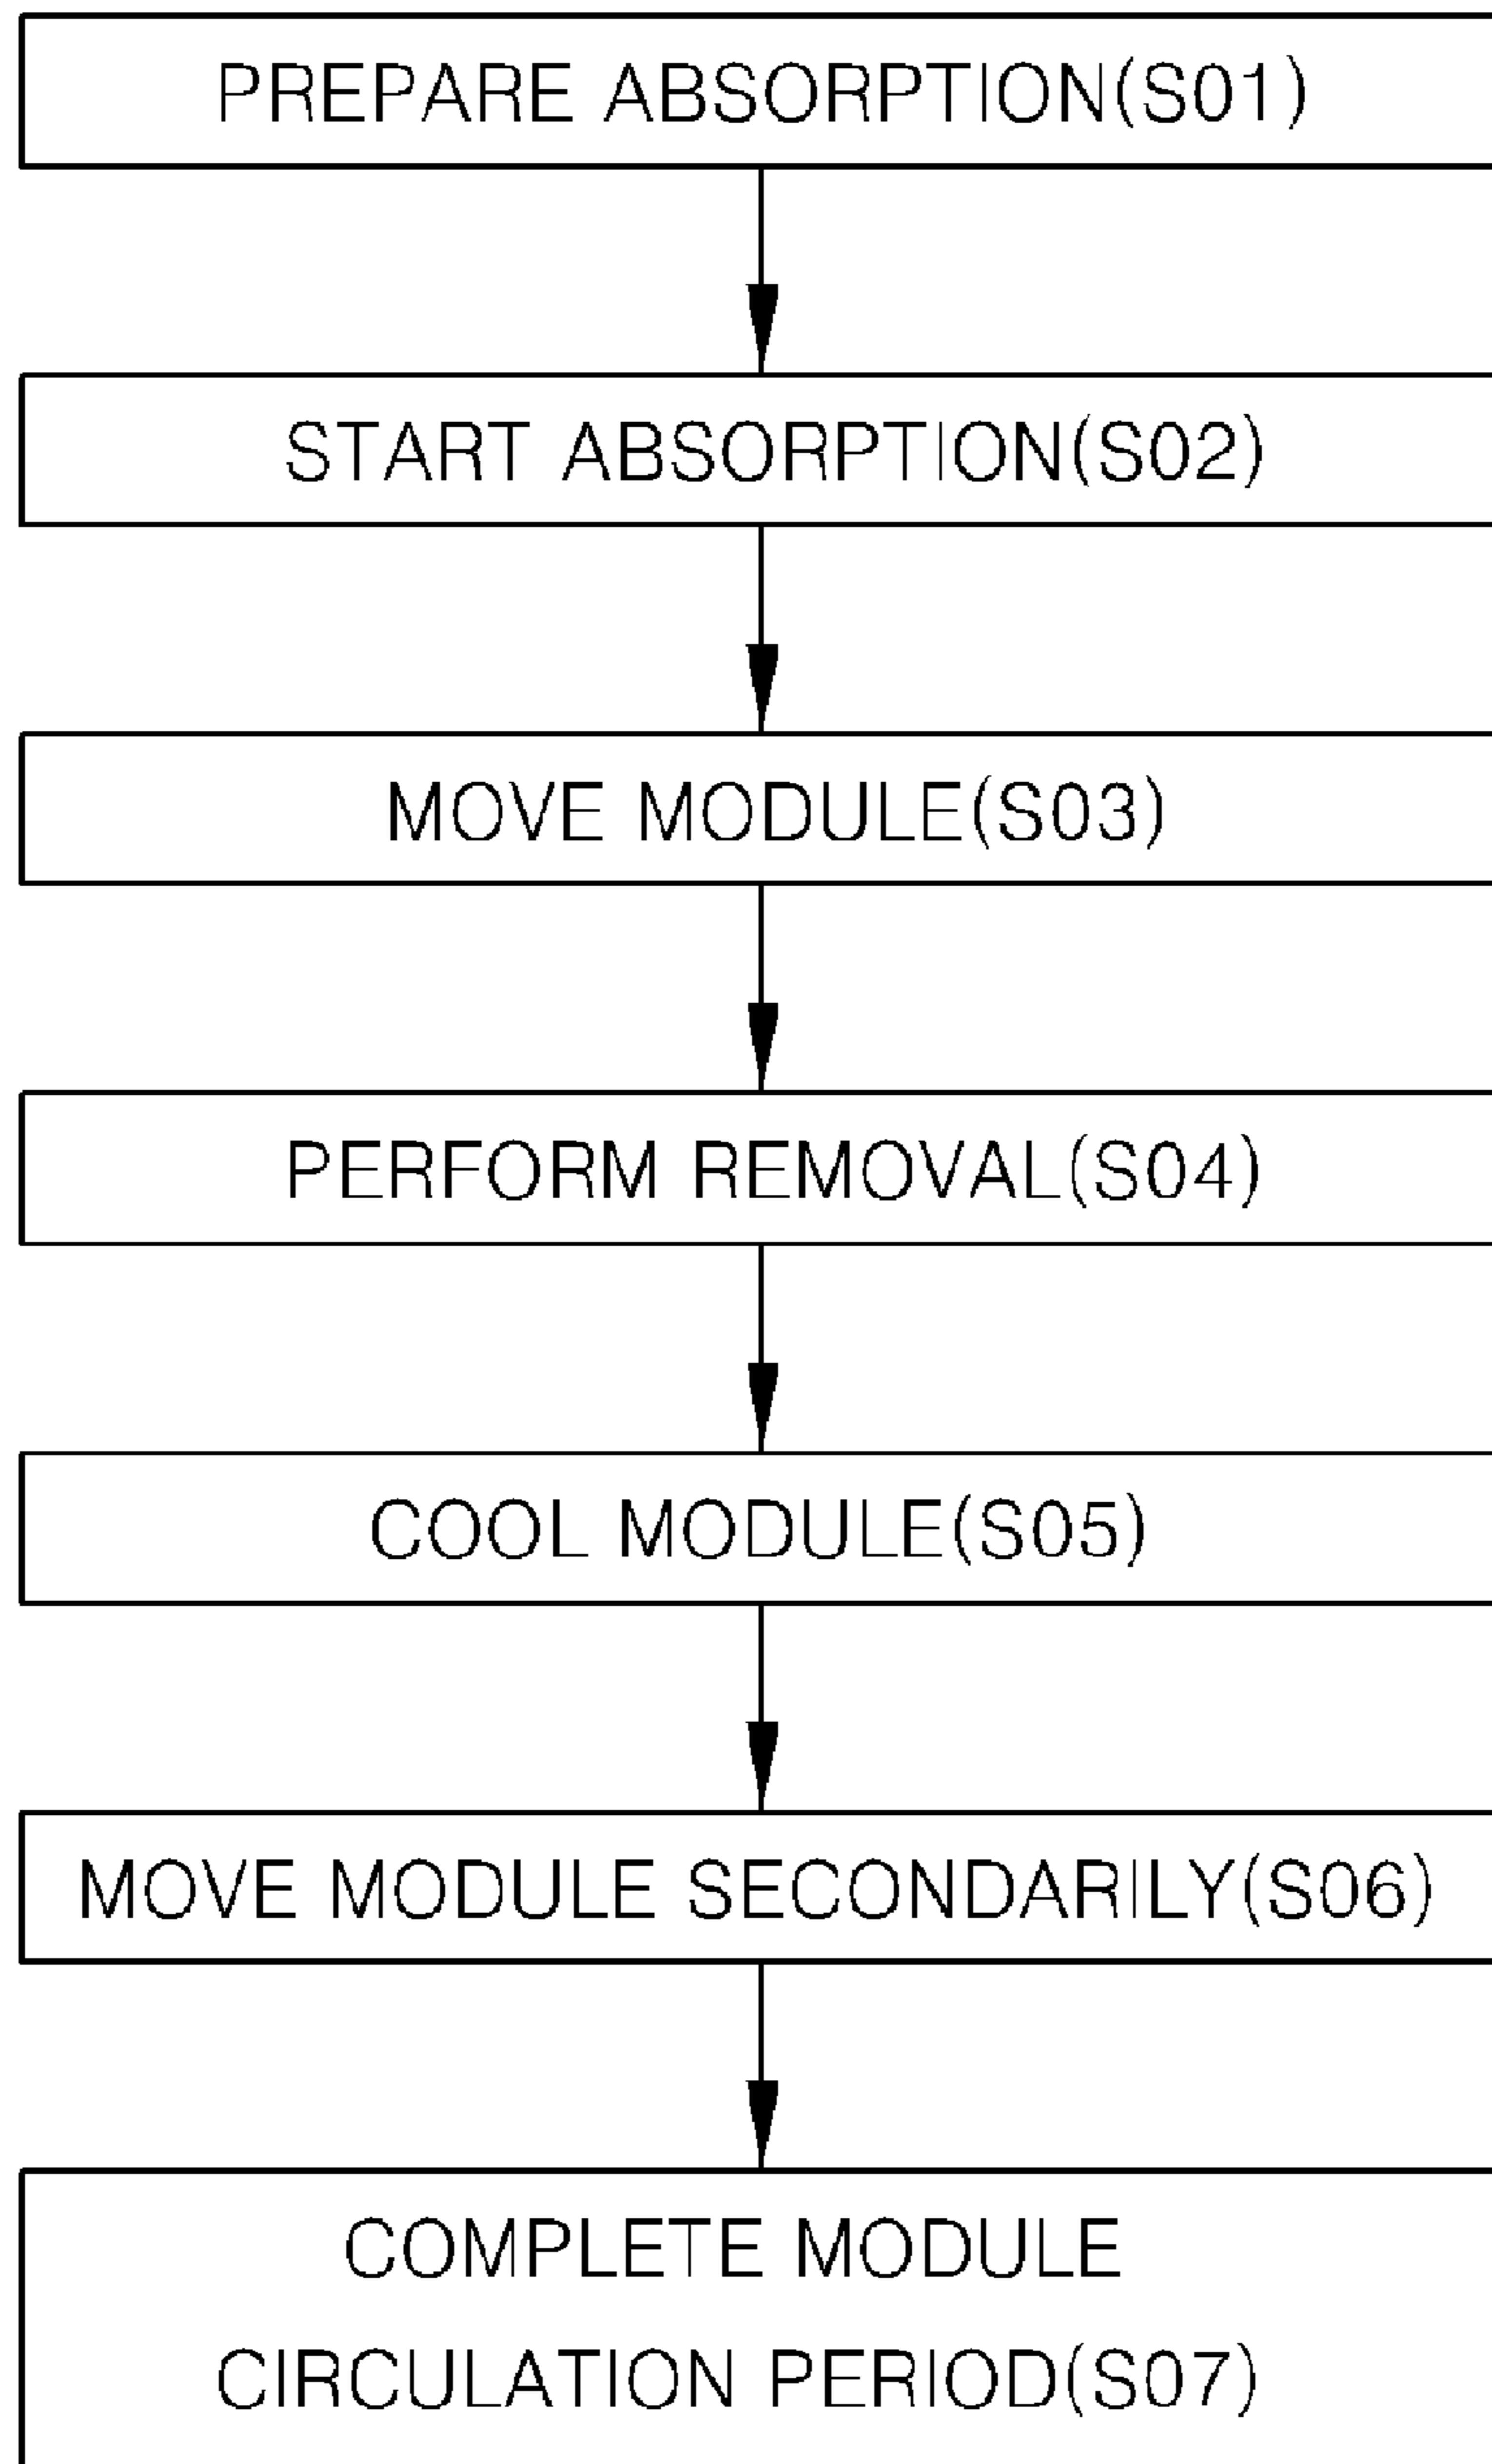 PREPARE ABSORPTION(S01)
START ABSORPTION(S02)
MOVE MODULE(S03)
PERFORM REMOVAL(S04)
COOL MODULE(S05)
MOVE MODULE SECONDARILY(S06)
COMPLETE MODULE
CIRCULATION PERIOD(S07)